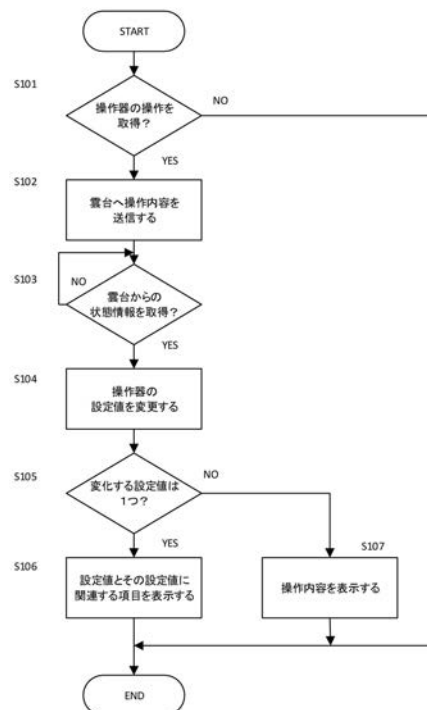 START
S101
操作器の操作を
取得？
NO
YES
S102
雲台へ操作内容を
送信する
S103
NO
雲台からの
状態情報を取得？
YES
S104
操作器の
設定値を変更する
S105
変化する設定値は
１つ？
NO
YES
S106
設定値とその設定値に
関連する項目を表示する
S107
操作内容を表示する
END